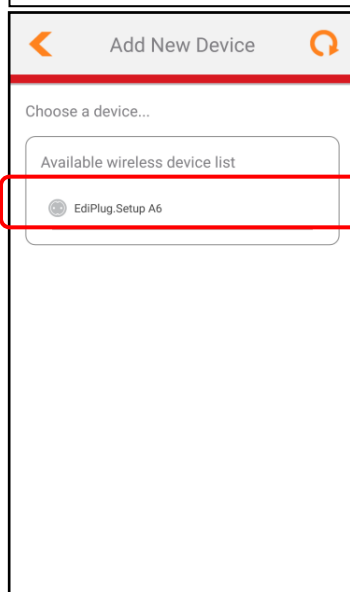 Add New Device
Choose a device...
Available wireless device list
EdiPlug.Setup A6